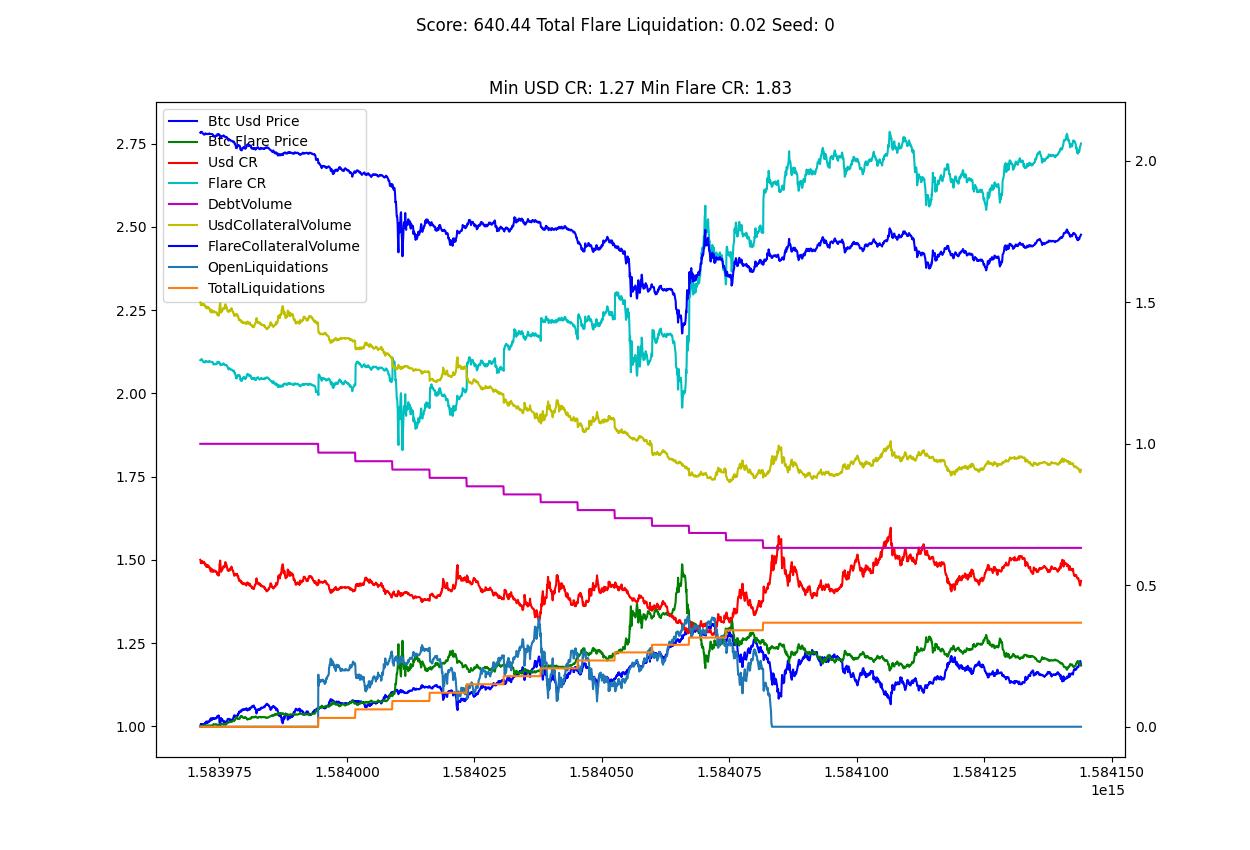 Score: 640.44 Total Flare Liquidation: 0.02 Seed: 0
Min USD CR: 1.27 Min Flare CR: 1.83
Btc Usd Price
Btc Flare Price
Usd CR
Flare CR
DebtVolume
UsdCollateralVolume
FlareCollateralVolume
OpenLiquidations
TotalLiquidations
2.75
2.50
2.25
2.00
1.75
1.50
1.25
1.00
2.0
1.5
1.0
0.5
0.0
1.583975 1.584000 1.584025 1.584050 1.584075 1.584100 1.584125 1.584150
1e15